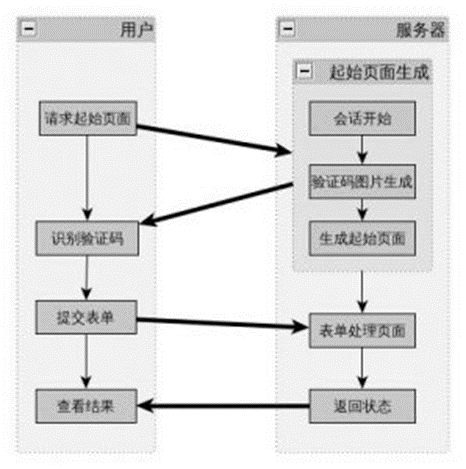 用户
服务器
起始页面生成
请求起始页面
会话开始
验证码图片生成
识别验证码
生成起始页面
提交表单
表单处理页面
查看结果
返回状态